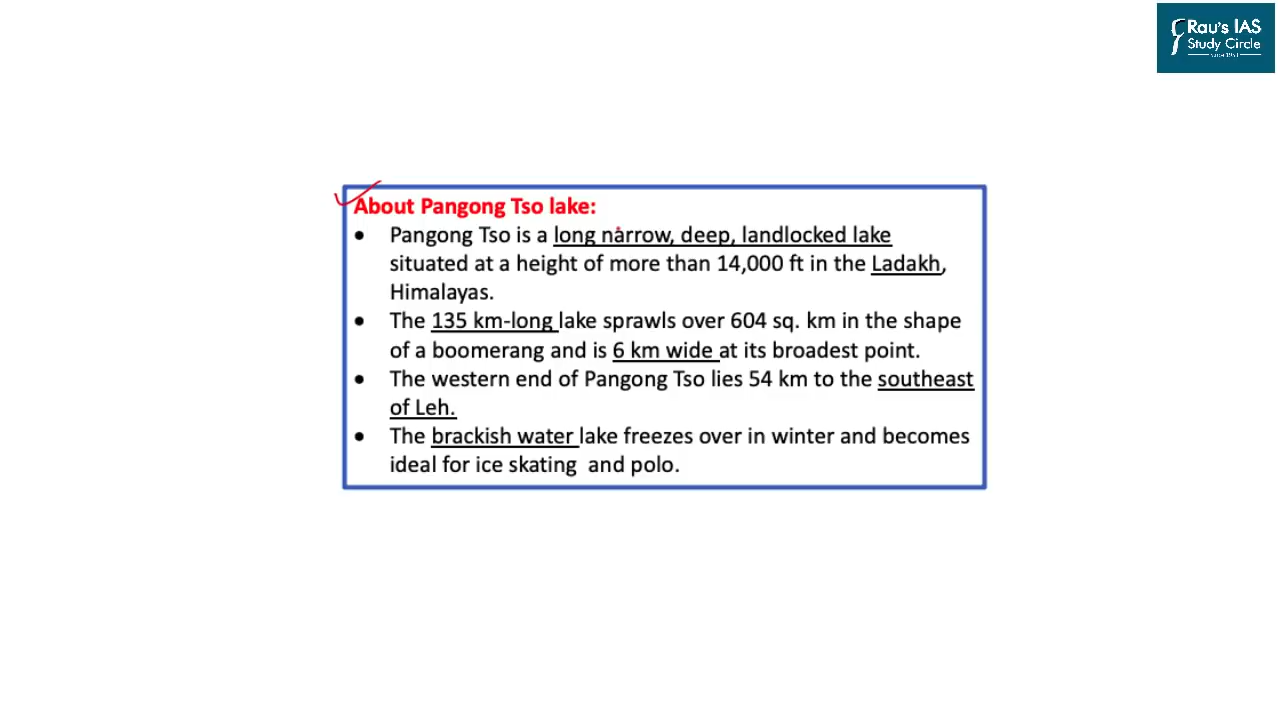 Rau's IAS
Study Circle
since 1953
About Pangong Tso lake:
• Pangong Tso is a long narrow, deep, landlocked lake
situated at a height of more than 14,000 ft in the Ladakh,
Himalayas.
• The 135 km-long lake sprawls over 604 sq. km in the shape
of a boomerang and is 6 km wide at its broadest point.
• The western end of Pangong Tso lies 54 km to the southeast
of Leh.
• The brackish water lake freezes over in winter and becomes
ideal for ice skating and polo.